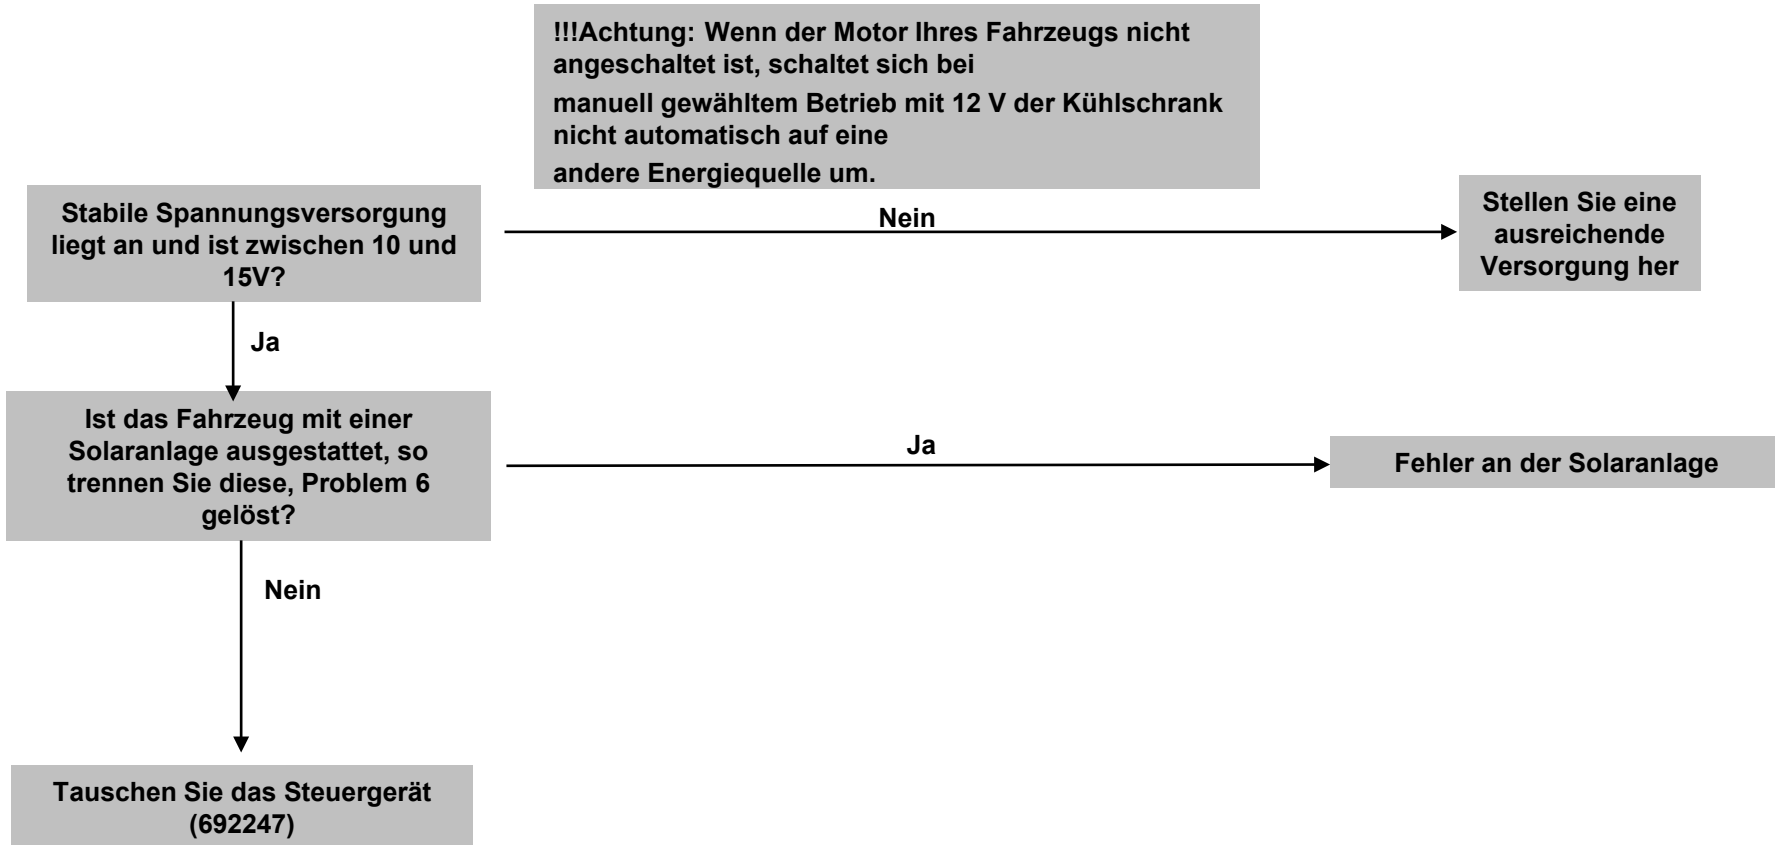 !!!Achtung: Wenn der Motor Ihres Fahrzeugs nicht
angeschaltet ist, schaltet sich bei
manuell gewähltem Betrieb mit 12 V der Kühlschrank
nicht automatisch auf eine
andere Energiequelle um.
Stabile Spannungsversorgung
liegt an und ist zwischen 10 und
15V?
Nein
Stellen Sie eine
ausreichende
Versorgung her
Ja
Ist das Fahrzeug mit einer
Solaranlage ausgestattet, so
trennen Sie diese, Problem 6
gelöst?
Ja
Fehler an der Solaranlage
Nein
Tauschen Sie das Steuergerät
(692247)